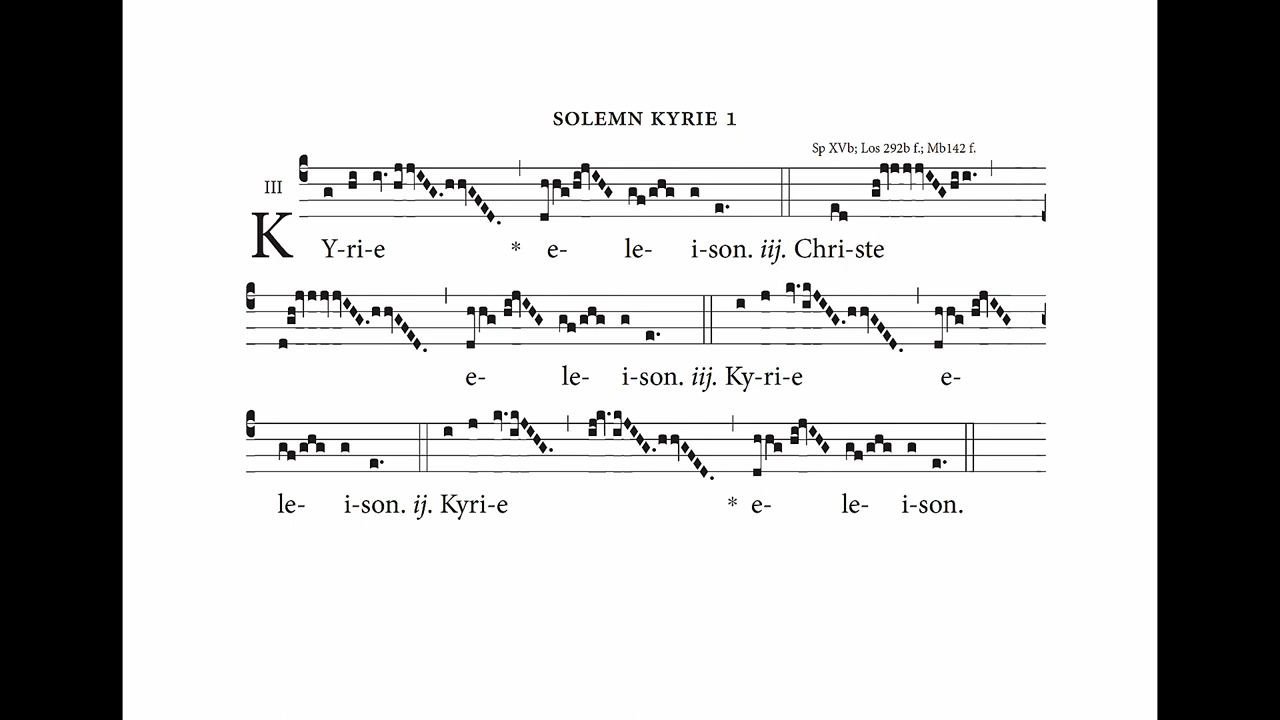 SOLEMN KYRIE 1
Sp XVb; Los 292b f.; Mb142 f.
III
KY-ri-e * e- le- i-son. iij. Chri-ste
e- le- i-son. iij. Ky-ri-e e-
le- i-son. ij. Kyri-e * e- le- i-son.